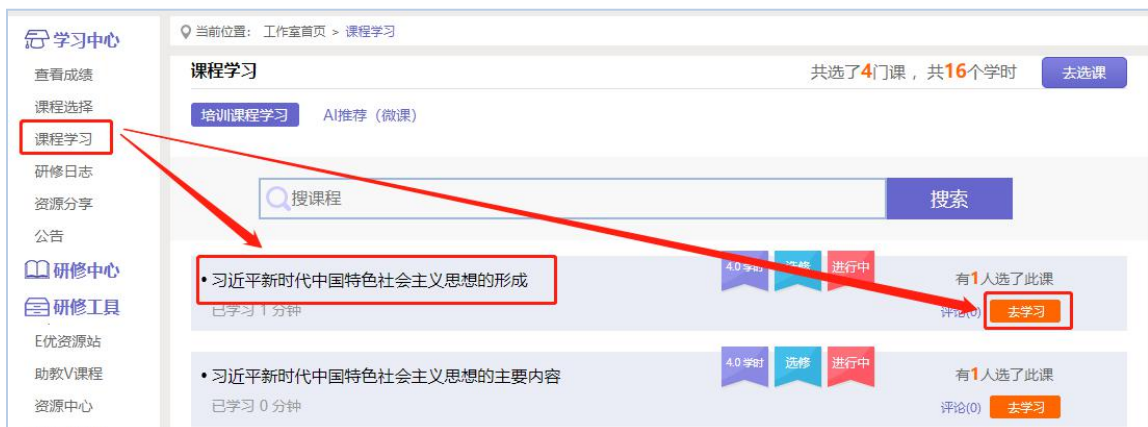 学习中心
查看成绩
课程选择
课程学习
研修日志
资源分享
公告
研修中心
研修工具
E优资源站
助教V课程
资源中心
当前位置： 工作室首页 > 课程学习
课程学习
共选了4门课，共16个学时
去选课
培训课程学习 AI推荐（微课）
搜课程
搜索
• 习近平新时代中国特色社会主义思想的形成
4.0学时 选修 进行中
有1人选了此课
已学习 1 分钟
评论(0) 去学习
• 习近平新时代中国特色社会主义思想的主要内容
4.0学时 选修 进行中
有1人选了此课
已学习 0 分钟
评论(0) 去学习